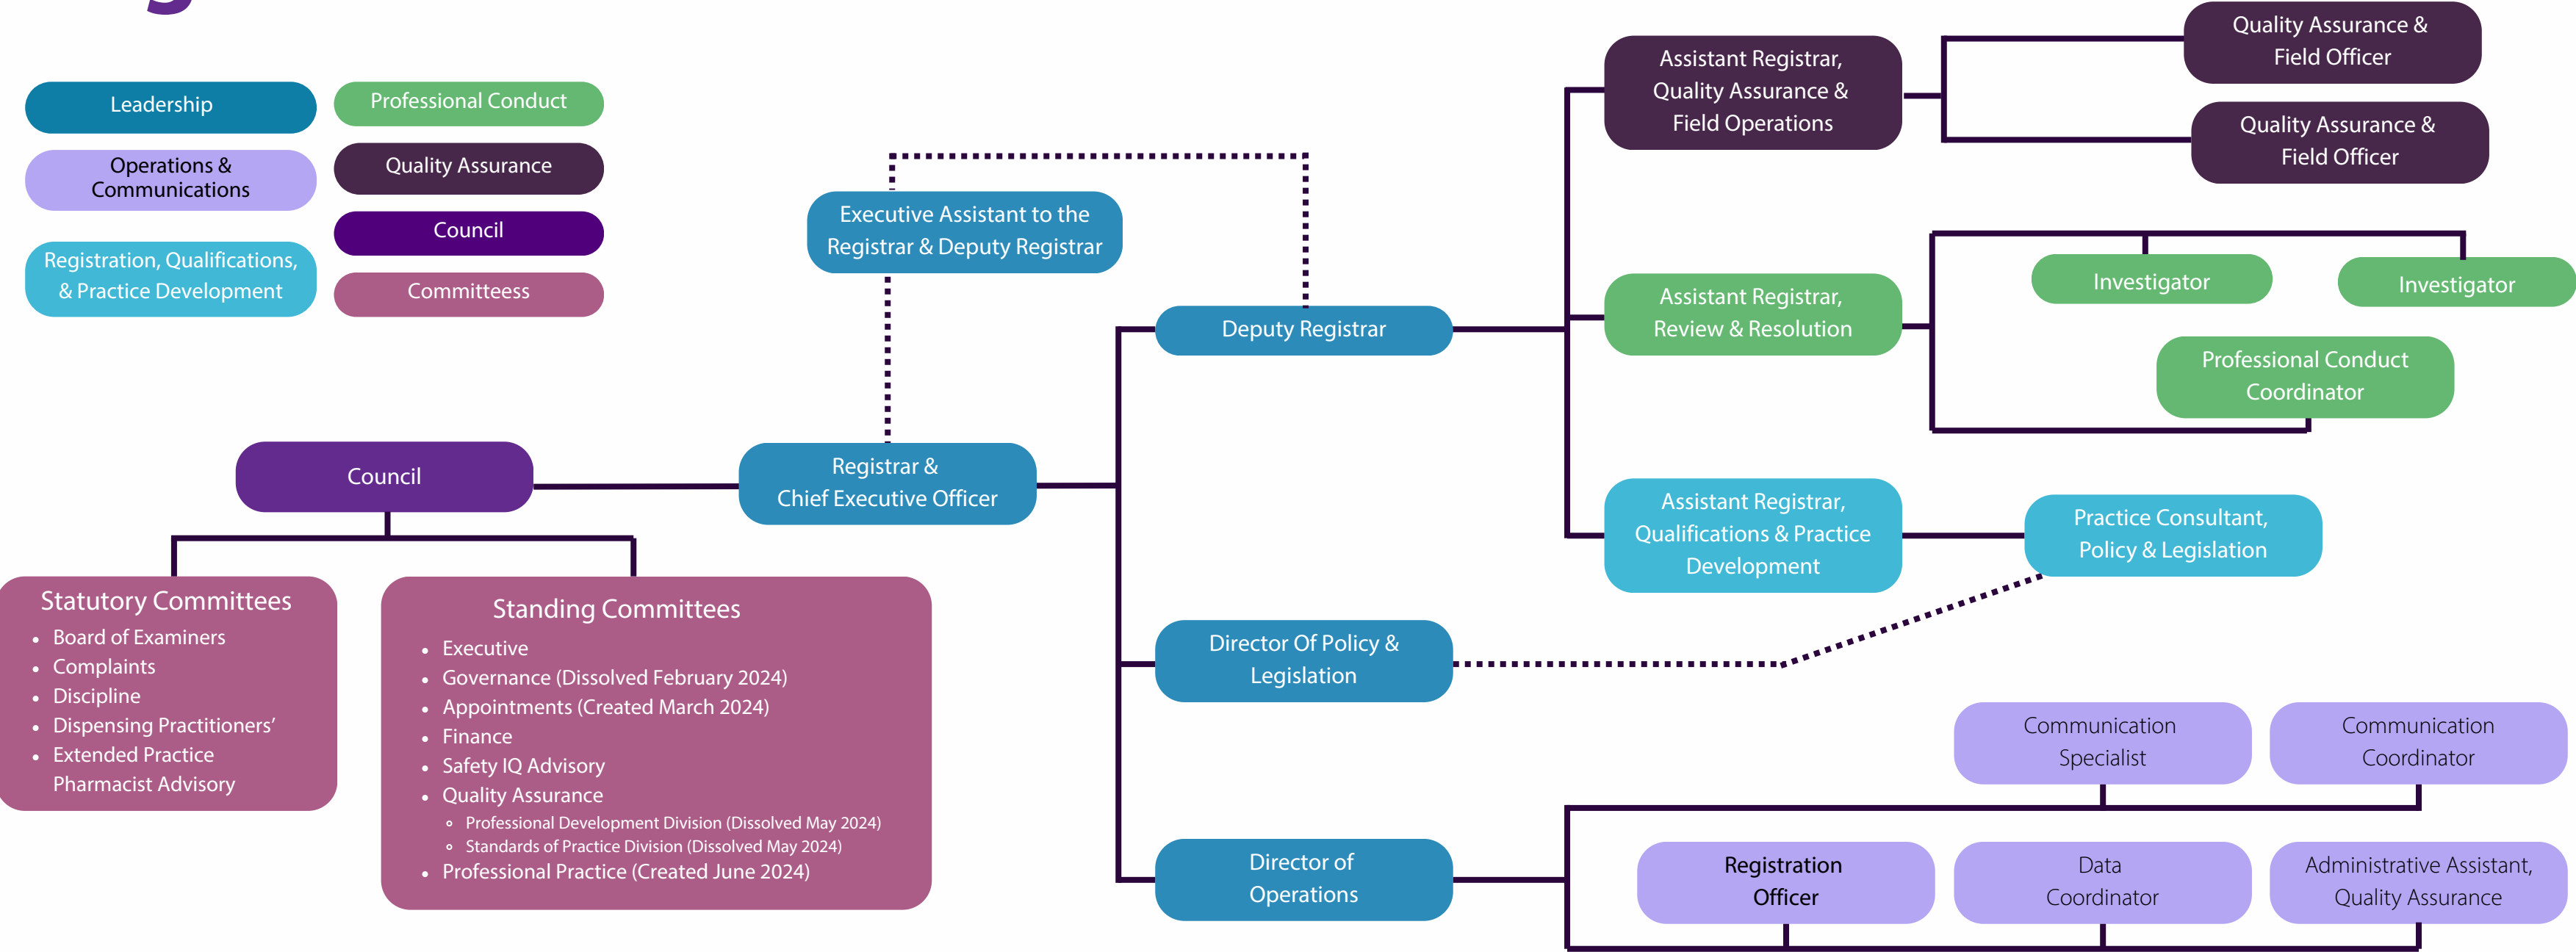 Leadership
Professional Conduct
Operations &
Communications
Quality Assurance
Council
Registration, Qualifications,
& Practice Development
Committeess
Executive Assistant to the
Registrar & Deputy Registrar
Assistant Registrar,
Quality Assurance &
Field Operations
Quality Assurance &
Field Officer
Quality Assurance &
Field Officer
Deputy Registrar
Assistant Registrar,
Review & Resolution
Investigator
Investigator
Professional Conduct
Coordinator
Council
Registrar &
Chief Executive Officer
Assistant Registrar,
Qualifications & Practice
Development
Practice Consultant,
Policy & Legislation
Statutory Committees
• Board of Examiners
• Complaints
• Discipline
• Dispensing Practitioners’
• Extended Practice
Pharmacist Advisory
Standing Committees
• Executive
• Governance (Dissolved February 2024)
• Appointments (Created March 2024)
• Finance
• Safety IQ Advisory
• Quality Assurance
◦ Professional Development Division (Dissolved May 2024)
◦ Standards of Practice Division (Dissolved May 2024)
• Professional Practice (Created June 2024)
Director Of Policy &
Legislation
Director of
Operations
Communication
Specialist
Communication
Coordinator
Registration
Officer
Data
Coordinator
Administrative Assistant,
Quality Assurance